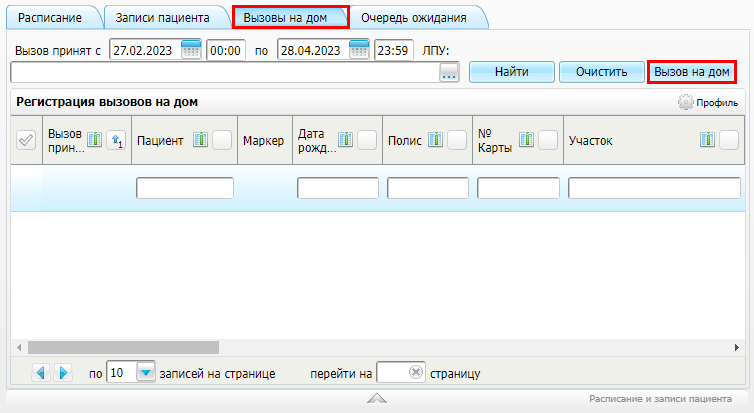 Расписание Записи пациента Вызовы на дом Очередь ожидания
Вызов принят с 27.02.2023 00:00 по 28.04.2023 23:59 ЛПУ:
... Найти Очистить Вызов на дом
Регистрация вызовов на дом Профиль
Вызов прин... 1 Пациент Маркер Дата рожд... Полис № Карты Участок
по 10 записей на странице перейти на страницу
Расписание и записи пациента